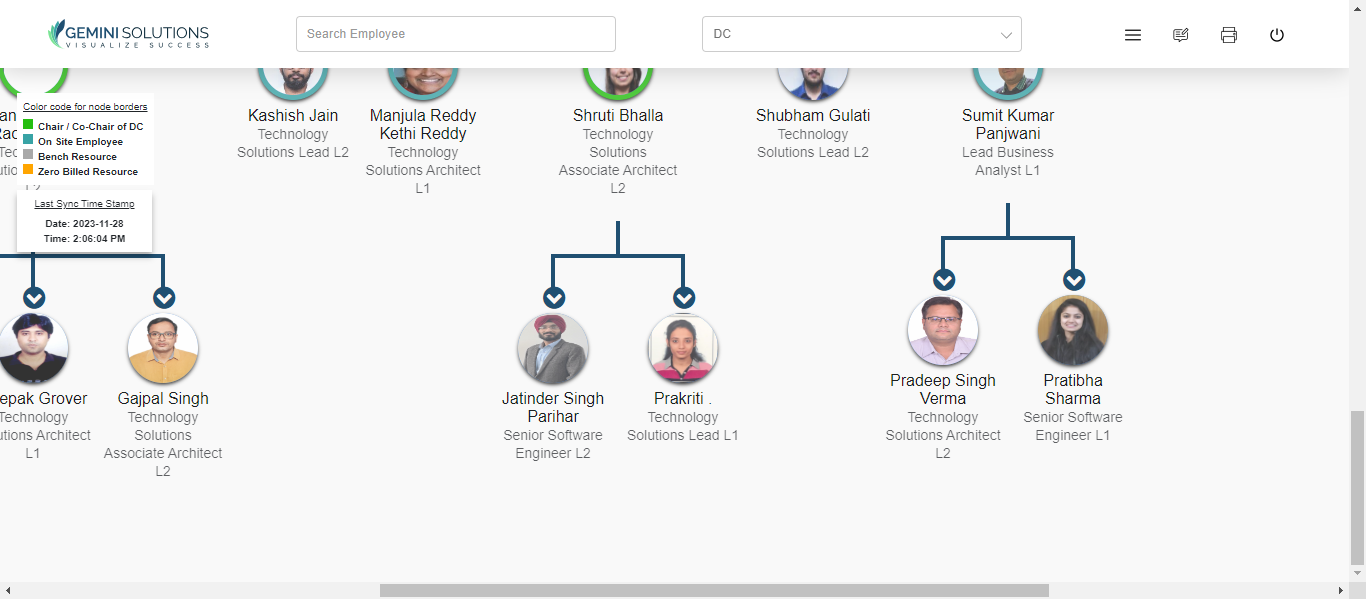 GEMINI SOLUTIONS
VISUALIZE SUCCESS
Search Employee
DC
Color code for node borders
Chair / Co-Chair of DC
On Site Employee
Bench Resource
Zero Billed Resource
L2
Last Sync Time Stamp
Date: 2023-11-28
Time: 2:06:04 PM
Kashish Jain
Technology
Solutions Lead L2
Manjula Reddy
Kethi Reddy
Technology
Solutions Architect
L1
Shruti Bhalla
Technology
Solutions
Associate Architect
L2
Shubham Gulati
Technology
Solutions Lead L2
Sumit Kumar
Panjwani
Lead Business
Analyst L1
epak Grover
Technology
utions Architect
L1
Gajpal Singh
Technology
Solutions
Associate Architect
L2
Jatinder Singh
Parihar
Senior Software
Engineer L2
Prakriti .
Technology
Solutions Lead L1
Pradeep Singh
Verma
Technology
Solutions Architect
L2
Pratibha
Sharma
Senior Software
Engineer L1